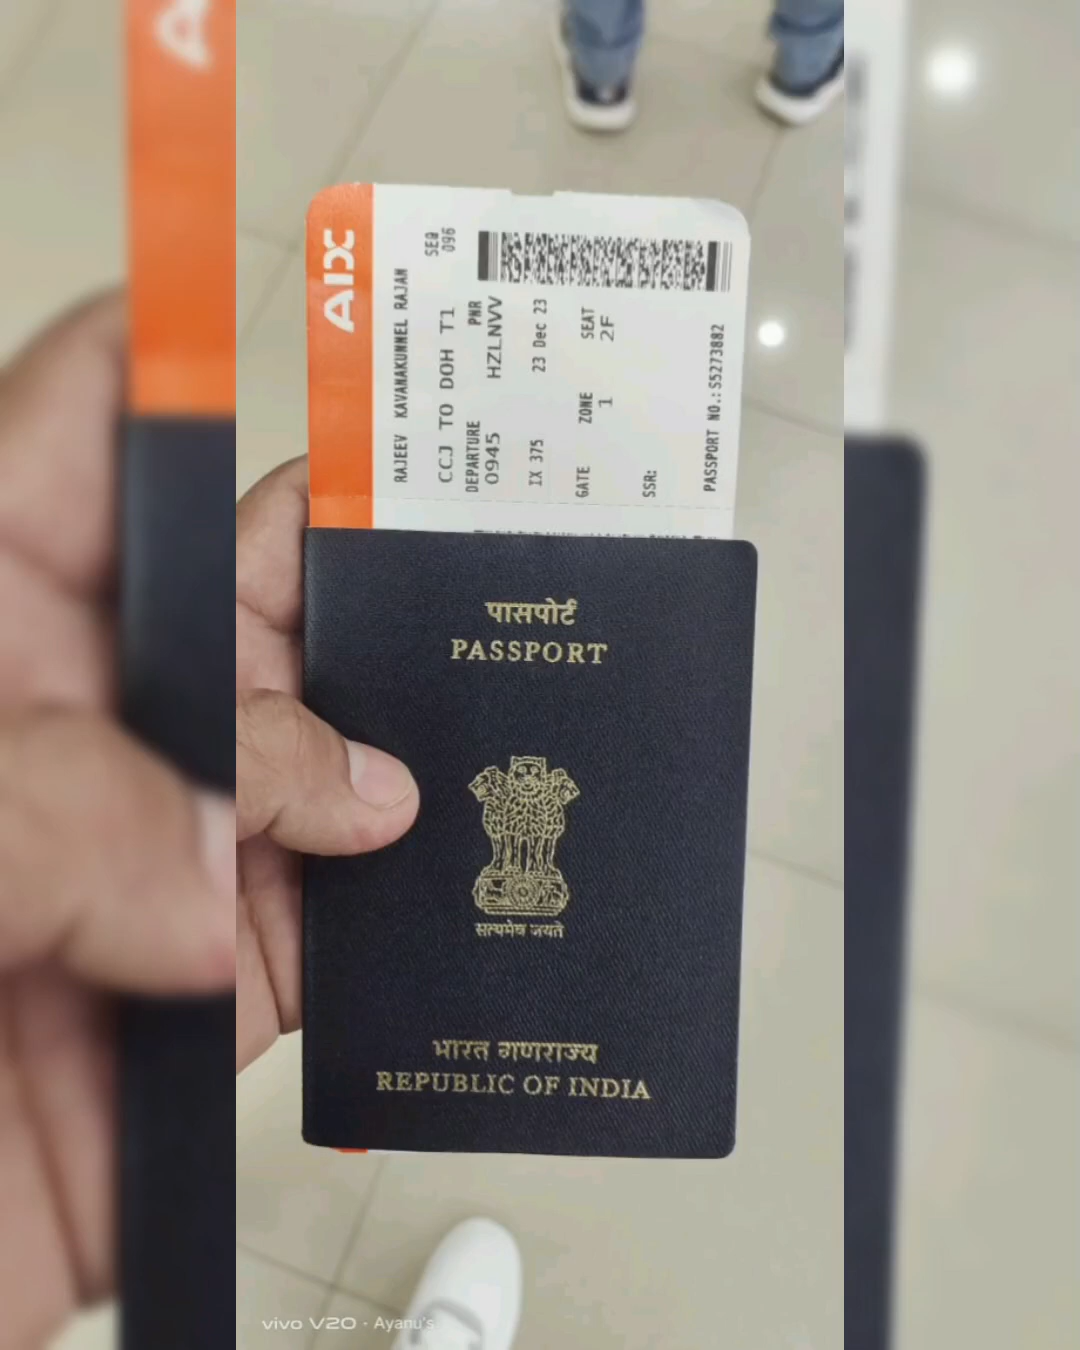 AIX
RAJEEV KAVANAKUNNEL RAJAN
SEQ
096
CCJ TO DOH T1
DEPARTURE PNR
0945 HZLNVV
IX 375 23 Dec 23
GATE ZONE SEAT
1 2F
SSR:
PASSPORT NO.:S5273882
पासपोर्ट
PASSPORT
सत्यमेव जयते
भारत गणराज्य
REPUBLIC OF INDIA
vivo V20 · Ayanu's